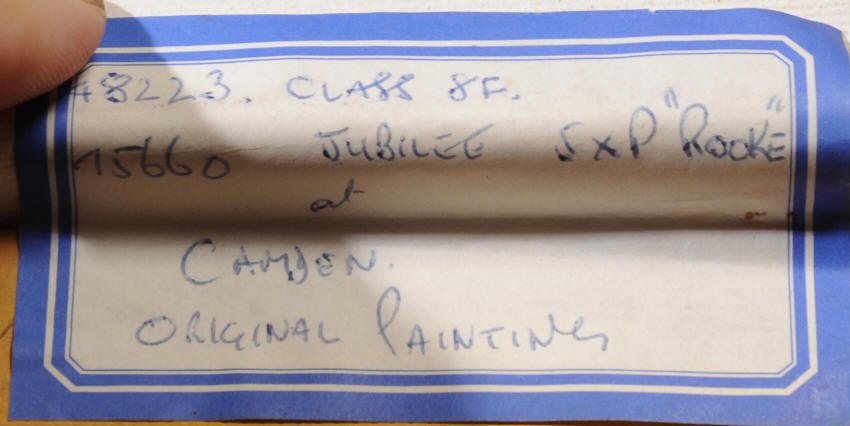 48223. CLASS 8F.
45660 JUBILEE 5XP "ROOKE"
at
CAMDEN.
ORIGINAL PAINTING